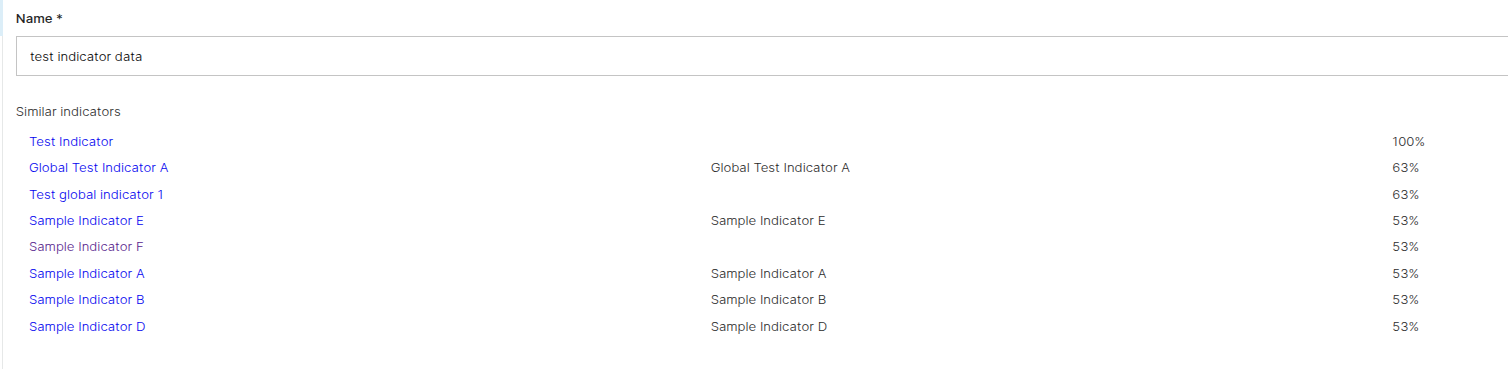 Name *
test indicator data
Similar indicators
Test Indicator 100%
Global Test Indicator A Global Test Indicator A 63%
Test global indicator 1 63%
Sample Indicator E Sample Indicator E 53%
Sample Indicator F 53%
Sample Indicator A Sample Indicator A 53%
Sample Indicator B Sample Indicator B 53%
Sample Indicator D Sample Indicator D 53%